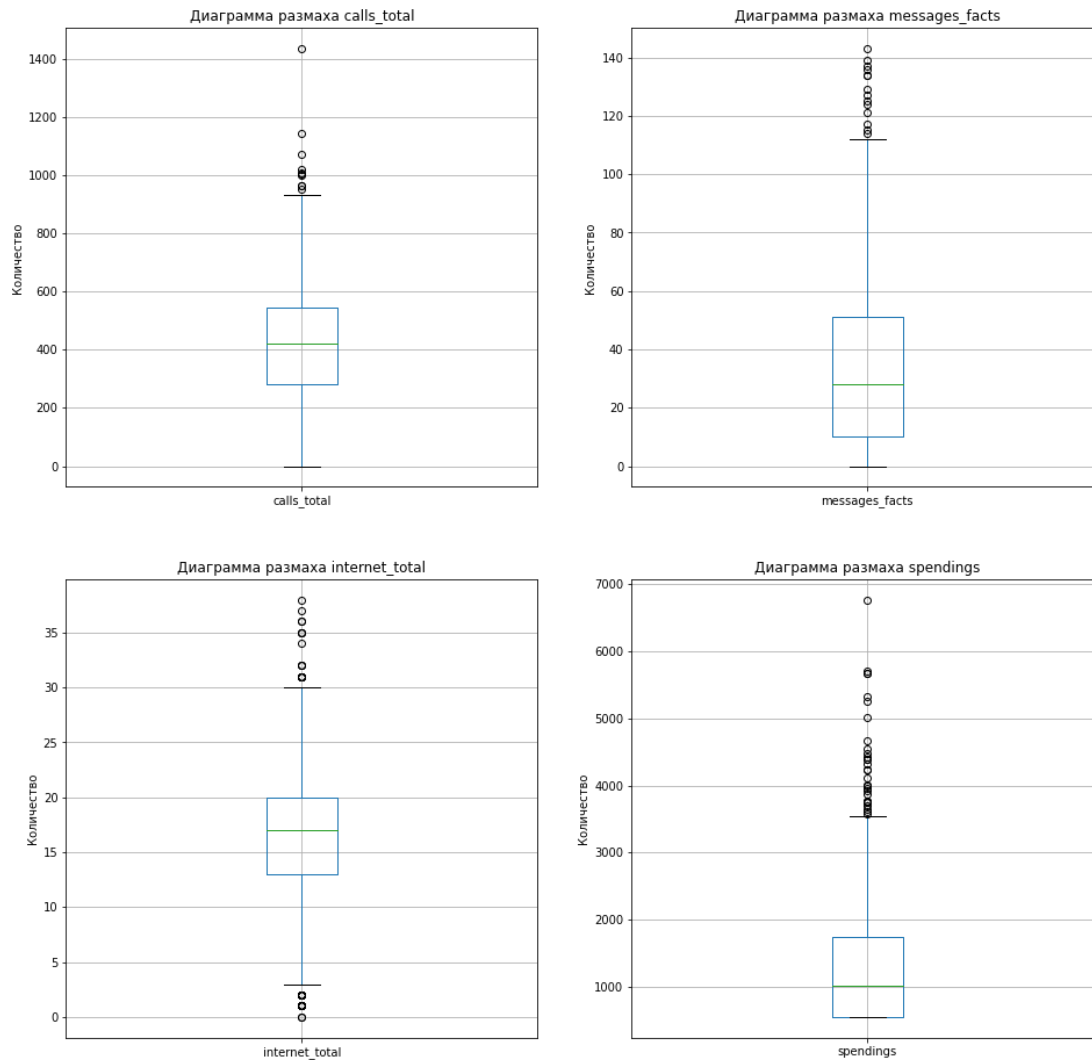 Диаграмма размаха calls_total
1400
1200
1000
800
600
400
200
0
Количество
calls_total
Диаграмма размаха messages_facts
140
120
100
80
60
40
20
0
Количество
messages_facts
Диаграмма размаха internet_total
35
30
25
20
15
10
5
0
Количество
internet_total
Диаграмма размаха spendings
7000
6000
5000
4000
3000
2000
1000
Количество
spendings